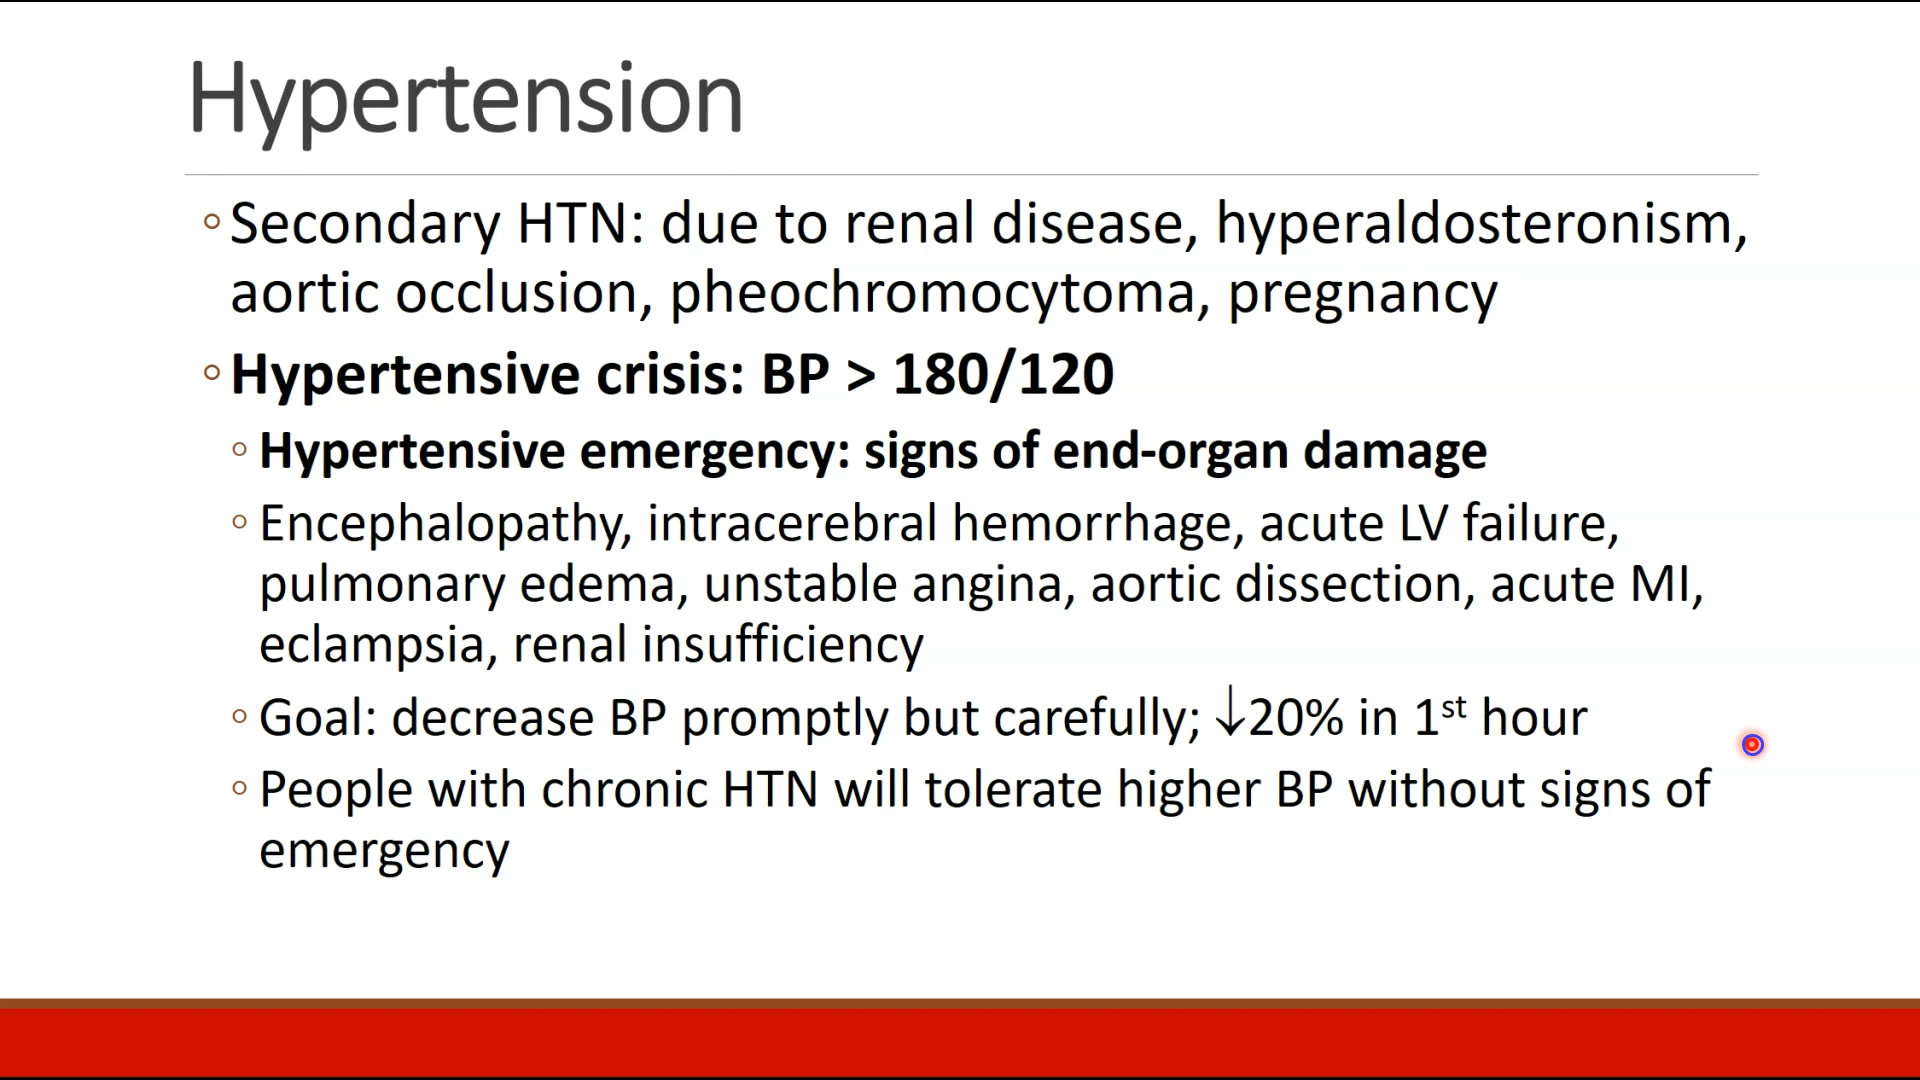 Hypertension
◦Secondary HTN: due to renal disease, hyperaldosteronism,
aortic occlusion, pheochromocytoma, pregnancy
◦Hypertensive crisis: BP > 180/120
◦Hypertensive emergency: signs of end-organ damage
◦Encephalopathy, intracerebral hemorrhage, acute LV failure,
pulmonary edema, unstable angina, aortic dissection, acute MI,
eclampsia, renal insufficiency
◦Goal: decrease BP promptly but carefully; ↓20% in 1st hour
◦People with chronic HTN will tolerate higher BP without signs of
emergency